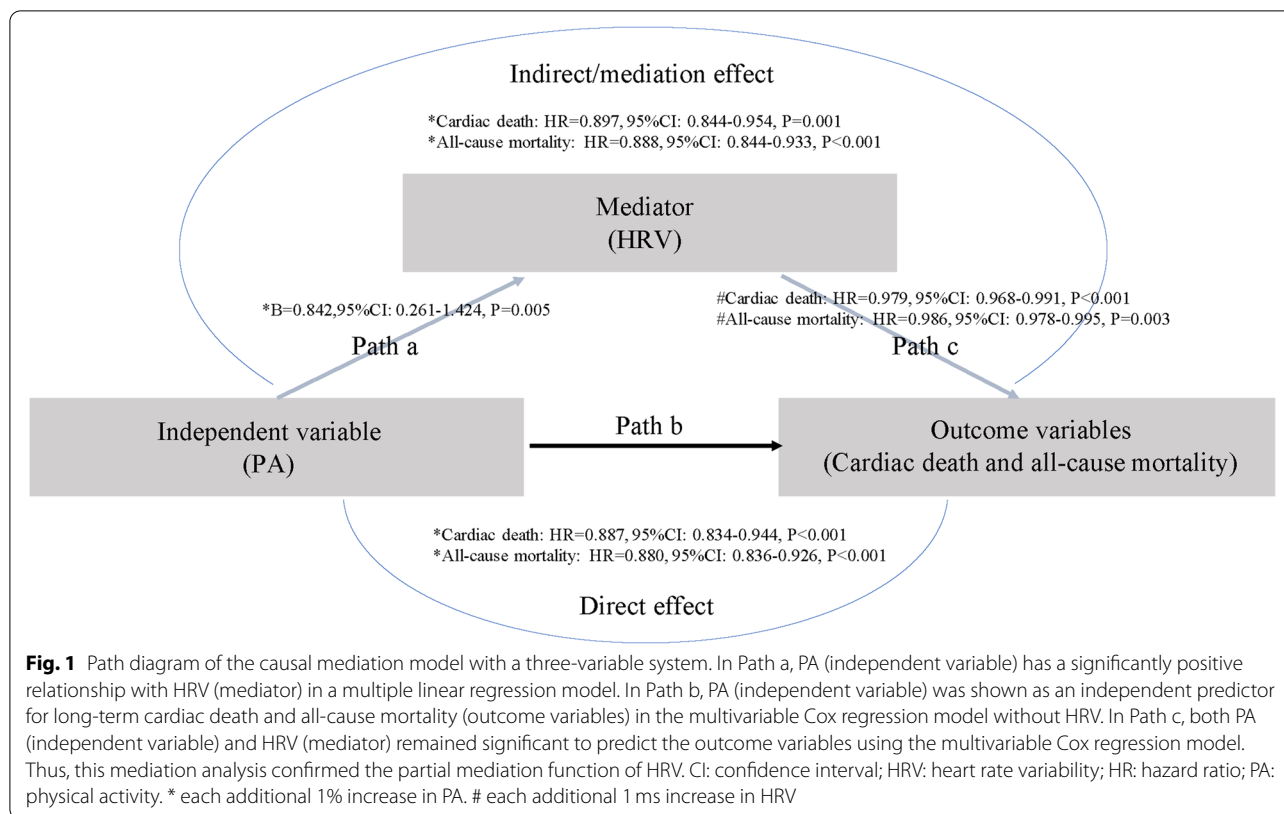 Indirect/mediation effect
*Cardiac death: HR=0.897, 95%CI: 0.844-0.954, P=0.001
*All-cause mortality: HR=0.888, 95%CI: 0.844-0.933, P<0.001
Mediator
(HRV)
*B=0.842,95%CI: 0.261-1.424, P=0.005
Path a
#Cardiac death: HR=0.979, 95%CI: 0.968-0.991, P<0.001
#All-cause mortality: HR=0.986, 95%CI: 0.978-0.995, P=0.003
Path c
Independent variable
(PA)
Path b
Outcome variables
(Cardiac death and all-cause mortality)
*Cardiac death: HR=0.887, 95%CI: 0.834-0.944, P<0.001
*All-cause mortality: HR=0.880, 95%CI: 0.836-0.926, P<0.001
Direct effect
Fig. 1 Path diagram of the causal mediation model with a three-variable system. In Path a, PA (independent variable) has a significantly positive
relationship with HRV (mediator) in a multiple linear regression model. In Path b, PA (independent variable) was shown as an independent predictor
for long-term cardiac death and all-cause mortality (outcome variables) in the multivariable Cox regression model without HRV. In Path c, both PA
(independent variable) and HRV (mediator) remained significant to predict the outcome variables using the multivariable Cox regression model.
Thus, this mediation analysis confirmed the partial mediation function of HRV. CI: confidence interval; HRV: heart rate variability; HR: hazard ratio; PA:
physical activity. * each additional 1% increase in PA. # each additional 1 ms increase in HRV